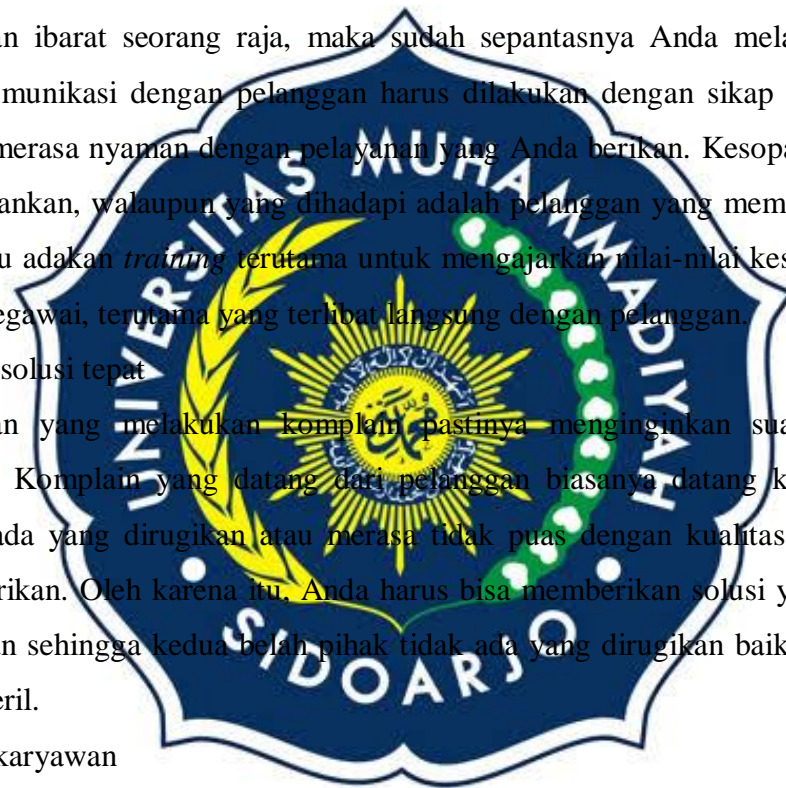 an ibarat seorang raja, maka sudah sepantasnya Anda mela
munikasi dengan pelanggan harus dilakukan dengan sikap
merasa nyaman dengan pelayanan yang Anda berikan. Kesopa
ankan, walaupun yang dihadapi adalah pelanggan yang mem
u adakan training terutama untuk mengajarkan nilai-nilai kes
egawai, terutama yang terlibat langsung dengan pelanggan.
solusi tepat
an yang melakukan komplain pastinya menginginkan sua
Komplain yang datang dari pelanggan biasanya datang k
ada yang dirugikan atau merasa tidak puas dengan kualitas
rikan. Oleh karena itu, Anda harus bisa memberikan solusi y
an sehingga kedua belah pihak tidak ada yang dirugikan baik
eril.
karyawan
UNIVERSITAS MUHAMMADIYAH
SIDOARJO